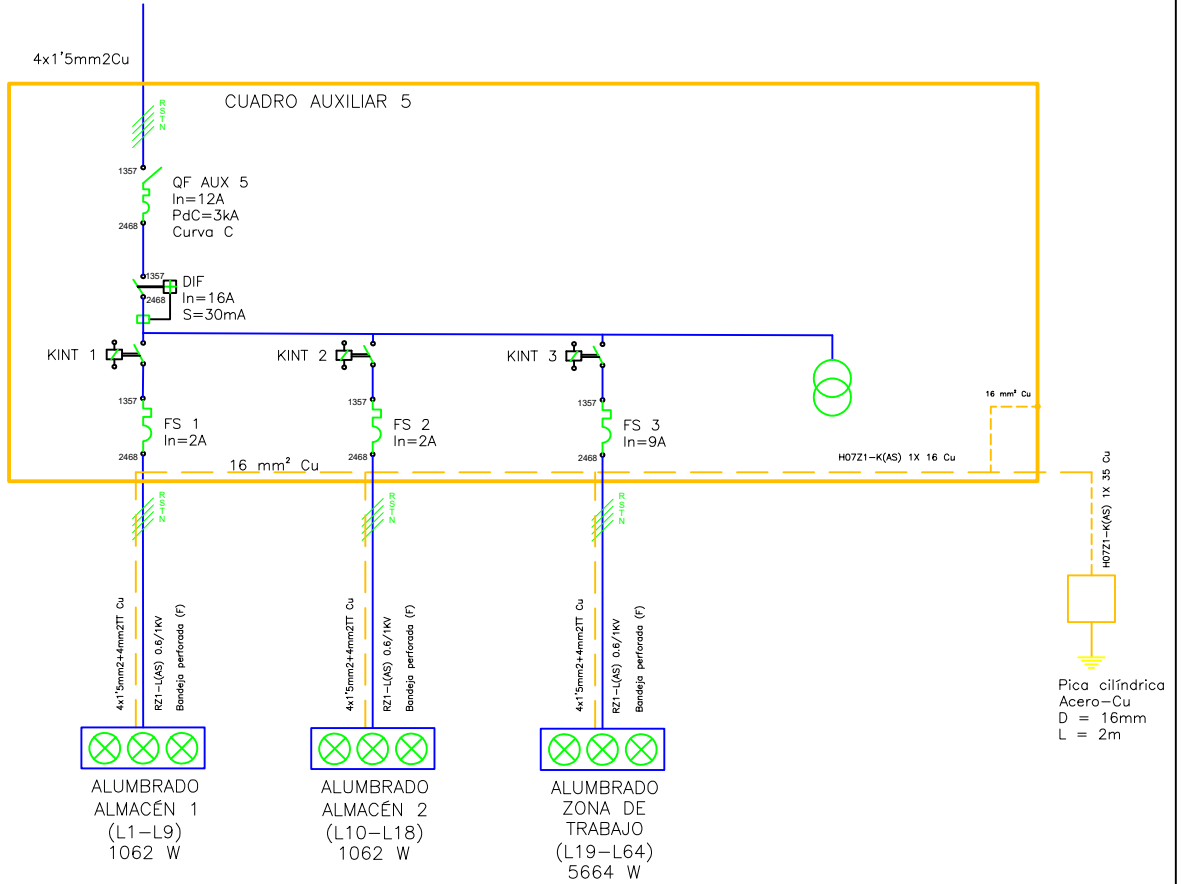 4x1'5mm2Cu
CUADRO AUXILIAR 5
R
S
T
N
1357
QF AUX 5
In=12A
PdC=3kA
Curva C
2468
1357
DIF
In=16A
S=30mA
2468
KINT 1
KINT 2
KINT 3
1357
FS 1
In=2A
2468
1357
FS 2
In=2A
2468
1357
FS 3
In=9A
2468
16 mm² Cu
16 mm² Cu
H07Z1-K(AS) 1X 16 Cu
H07Z1-K(AS) 1X 35 Cu
R
S
T
N
R
S
T
N
R
S
T
N
4x1'5mm2+4mm2TT Cu
RZ1-L(AS) 0.6/1KV
Bandeja perforada (F)
4x1'5mm2+4mm2TT Cu
RZ1-L(AS) 0.6/1KV
Bandeja perforada (F)
4x1'5mm2+4mm2TT Cu
RZ1-L(AS) 0.6/1KV
Bandeja perforada (F)
Pica cilíndrica
Acero-Cu
D = 16mm
L = 2m
ALUMBRADO
ALMACÉN 1
(L1-L9)
1062 W
ALUMBRADO
ALMACÉN 2
(L10-L18)
1062 W
ALUMBRADO
ZONA DE
TRABAJO
(L19-L64)
5664 W